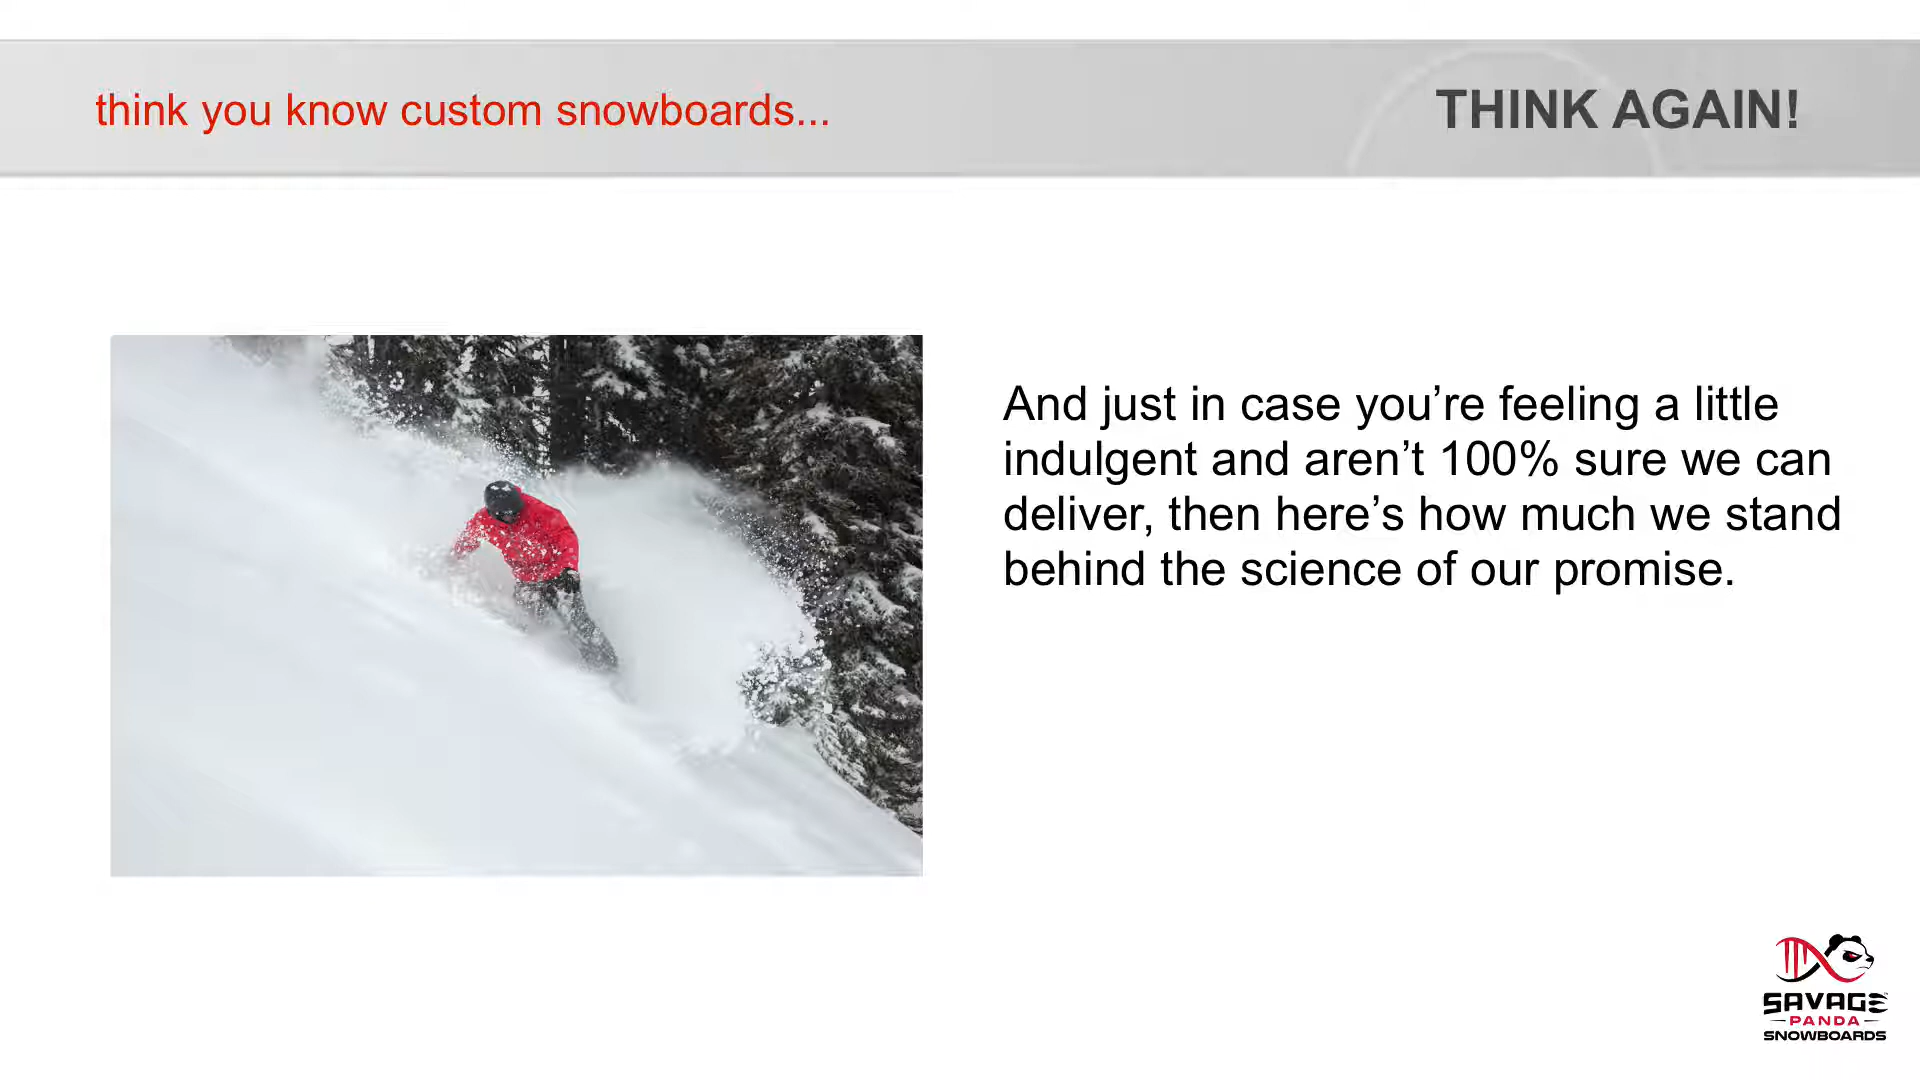 think you know custom snowboards...
THINK AGAIN!
And just in case you’re feeling a little
indulgent and aren’t 100% sure we can
deliver, then here’s how much we stand
behind the science of our promise.
SAVAGE
PANDA
SNOWBOARDS